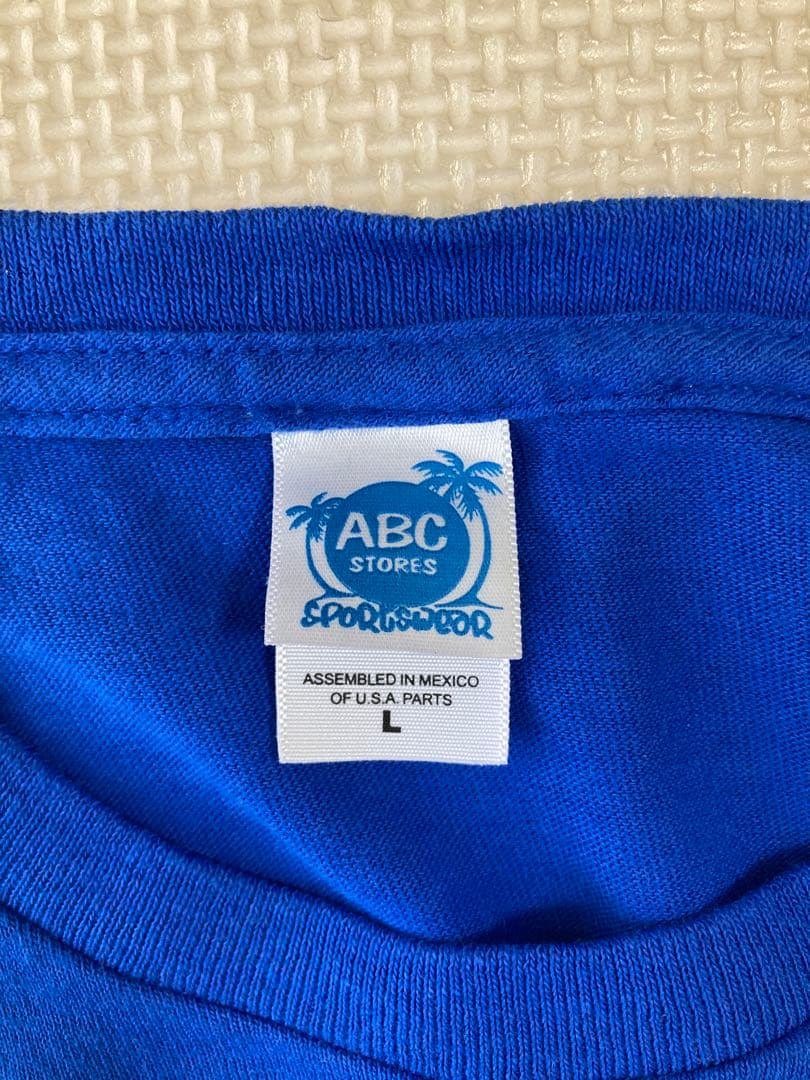 ABC
STORES
SPORTSWEAR
ASSEMBLED IN MEXICO
OF U.S.A. PARTS
L